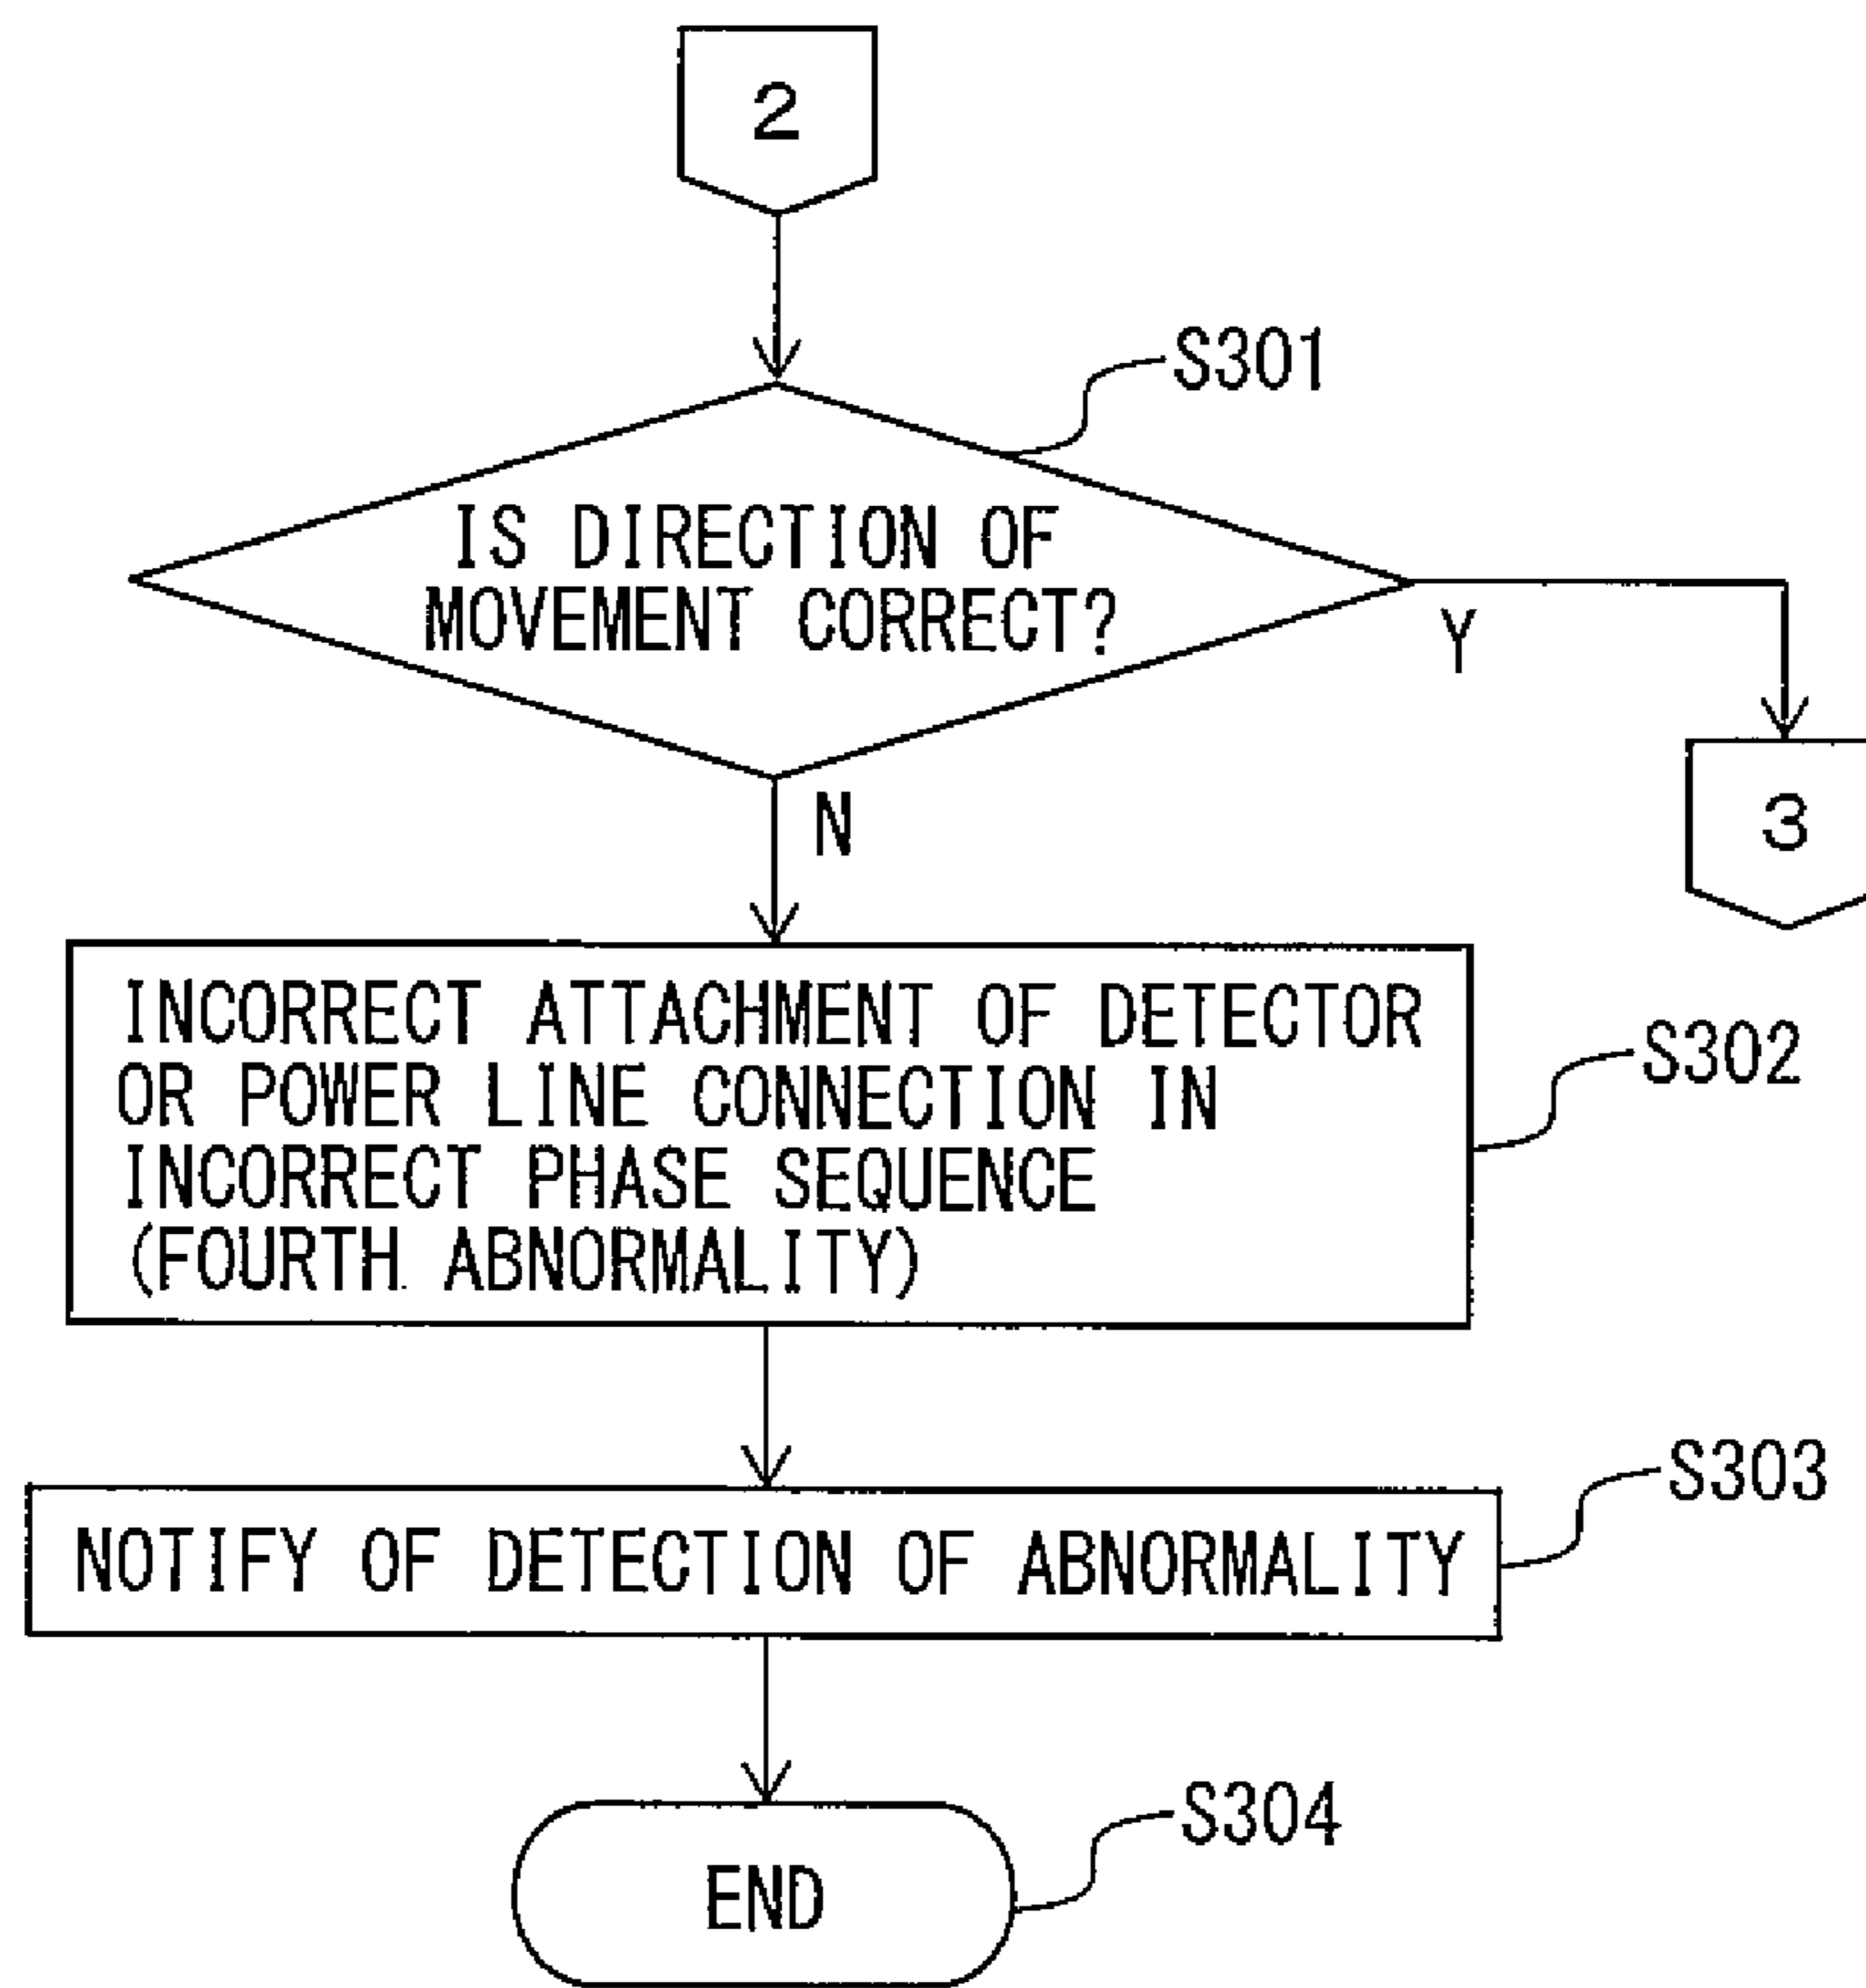 2
S301
IS DIRECTION OF
MOVEMENT CORRECT?
Y
N
3
INCORRECT ATTACHMENT OF DETECTOR
OR POWER LINE CONNECTION IN
INCORRECT PHASE SEQUENCE
(FOURTH ABNORMALITY)
S302
S303
NOTIFY OF DETECTION OF ABNORMALITY
S304
END